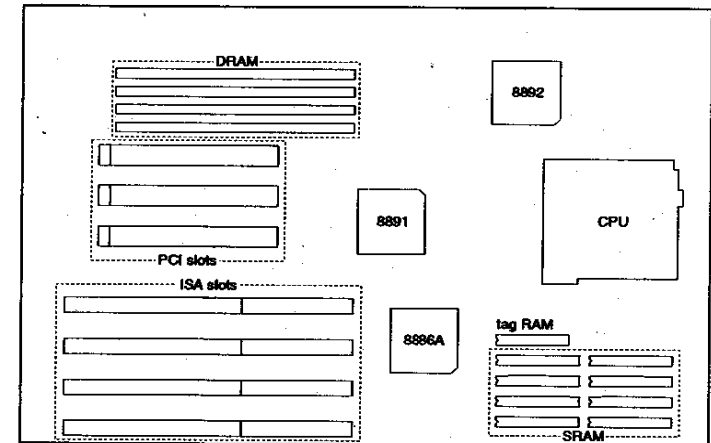 DRAM
8892
8891
CPU
PCI slots
ISA slots
8886A
tag RAM
SRAM